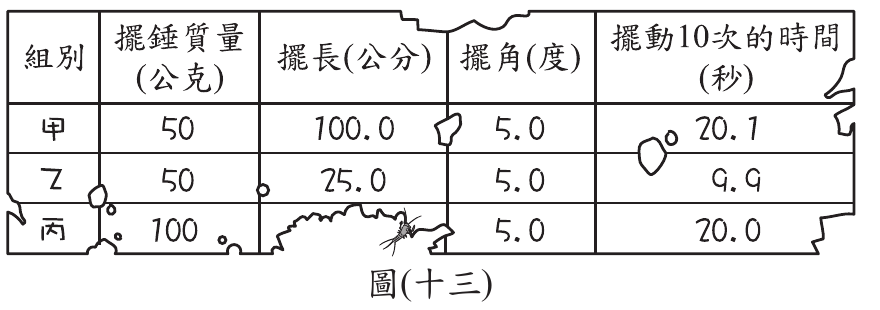 組別 擺錘質量(公克) 擺長(公分) 擺角(度) 擺動10次的時間(秒)
甲 50 100.0 5.0 20.1
乙 50 25.0 5.0 9.9
丙 100 5.0 20.0
圖(十三)